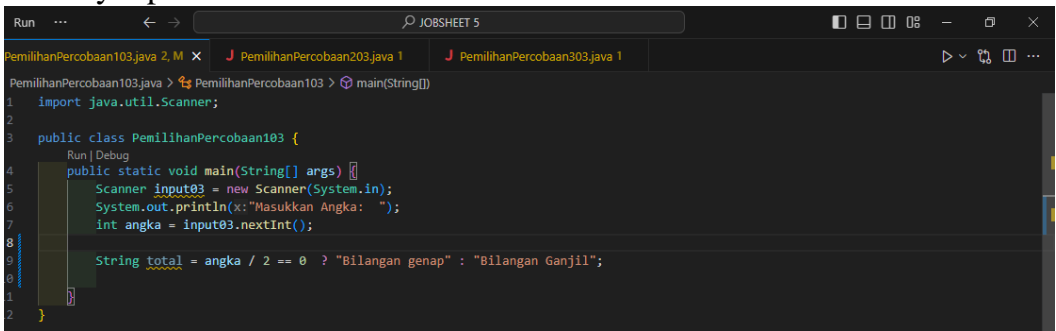 Run ··· ← → JOBSHEET 5
PemilihanPercobaan103.java 2, M × J PemilihanPercobaan203.java 1 J PemilihanPercobaan303.java 1
PemilihanPercobaan103.java > PemilihanPercobaan103 > main(String[])
1 import java.util.Scanner;
2
3 public class PemilihanPercobaan103 {
Run | Debug
4 public static void main(String[] args) {
5 Scanner input03 = new Scanner(System.in);
6 System.out.println(x:"Masukkan Angka:  ");
7 int angka = input03.nextInt();
8
9 String total = angka / 2 == 0  ? "Bilangan genap" : "Bilangan Ganjil";
0
1 }
2 }